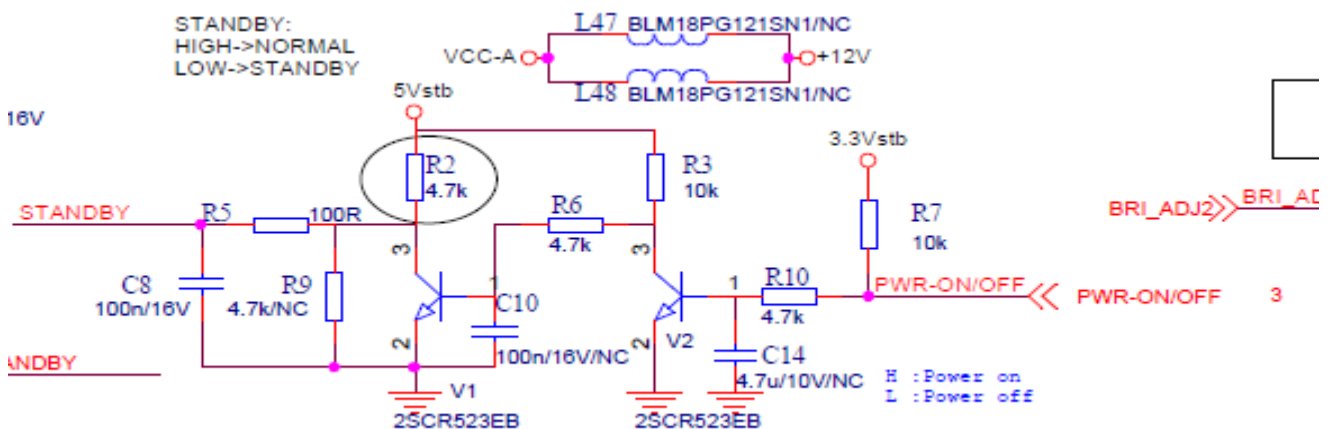 STANDBY:
HIGH->NORMAL
LOW->STANDBY
L47 BLM18PG121SN1/NC
VCC-A
+12V
L48 BLM18PG121SN1/NC
16V
5Vstb
3.3Vstb
R2
4.7k
R3
10k
STANDBY
R5
100R
R6
4.7k
R7
10k
BRI_ADJ2
BRI_AD
3
3
C8
100n/16V
R9
4.7k/NC
1
C10
100n/16V/NC
1
R10
4.7k
PWR-ON/OFF
PWR-ON/OFF
3
2
2
V2
C14
4.7u/10V/NC
ANDBY
V1
2SCR523EB
2SCR523EB
H :Power on
L :Power off